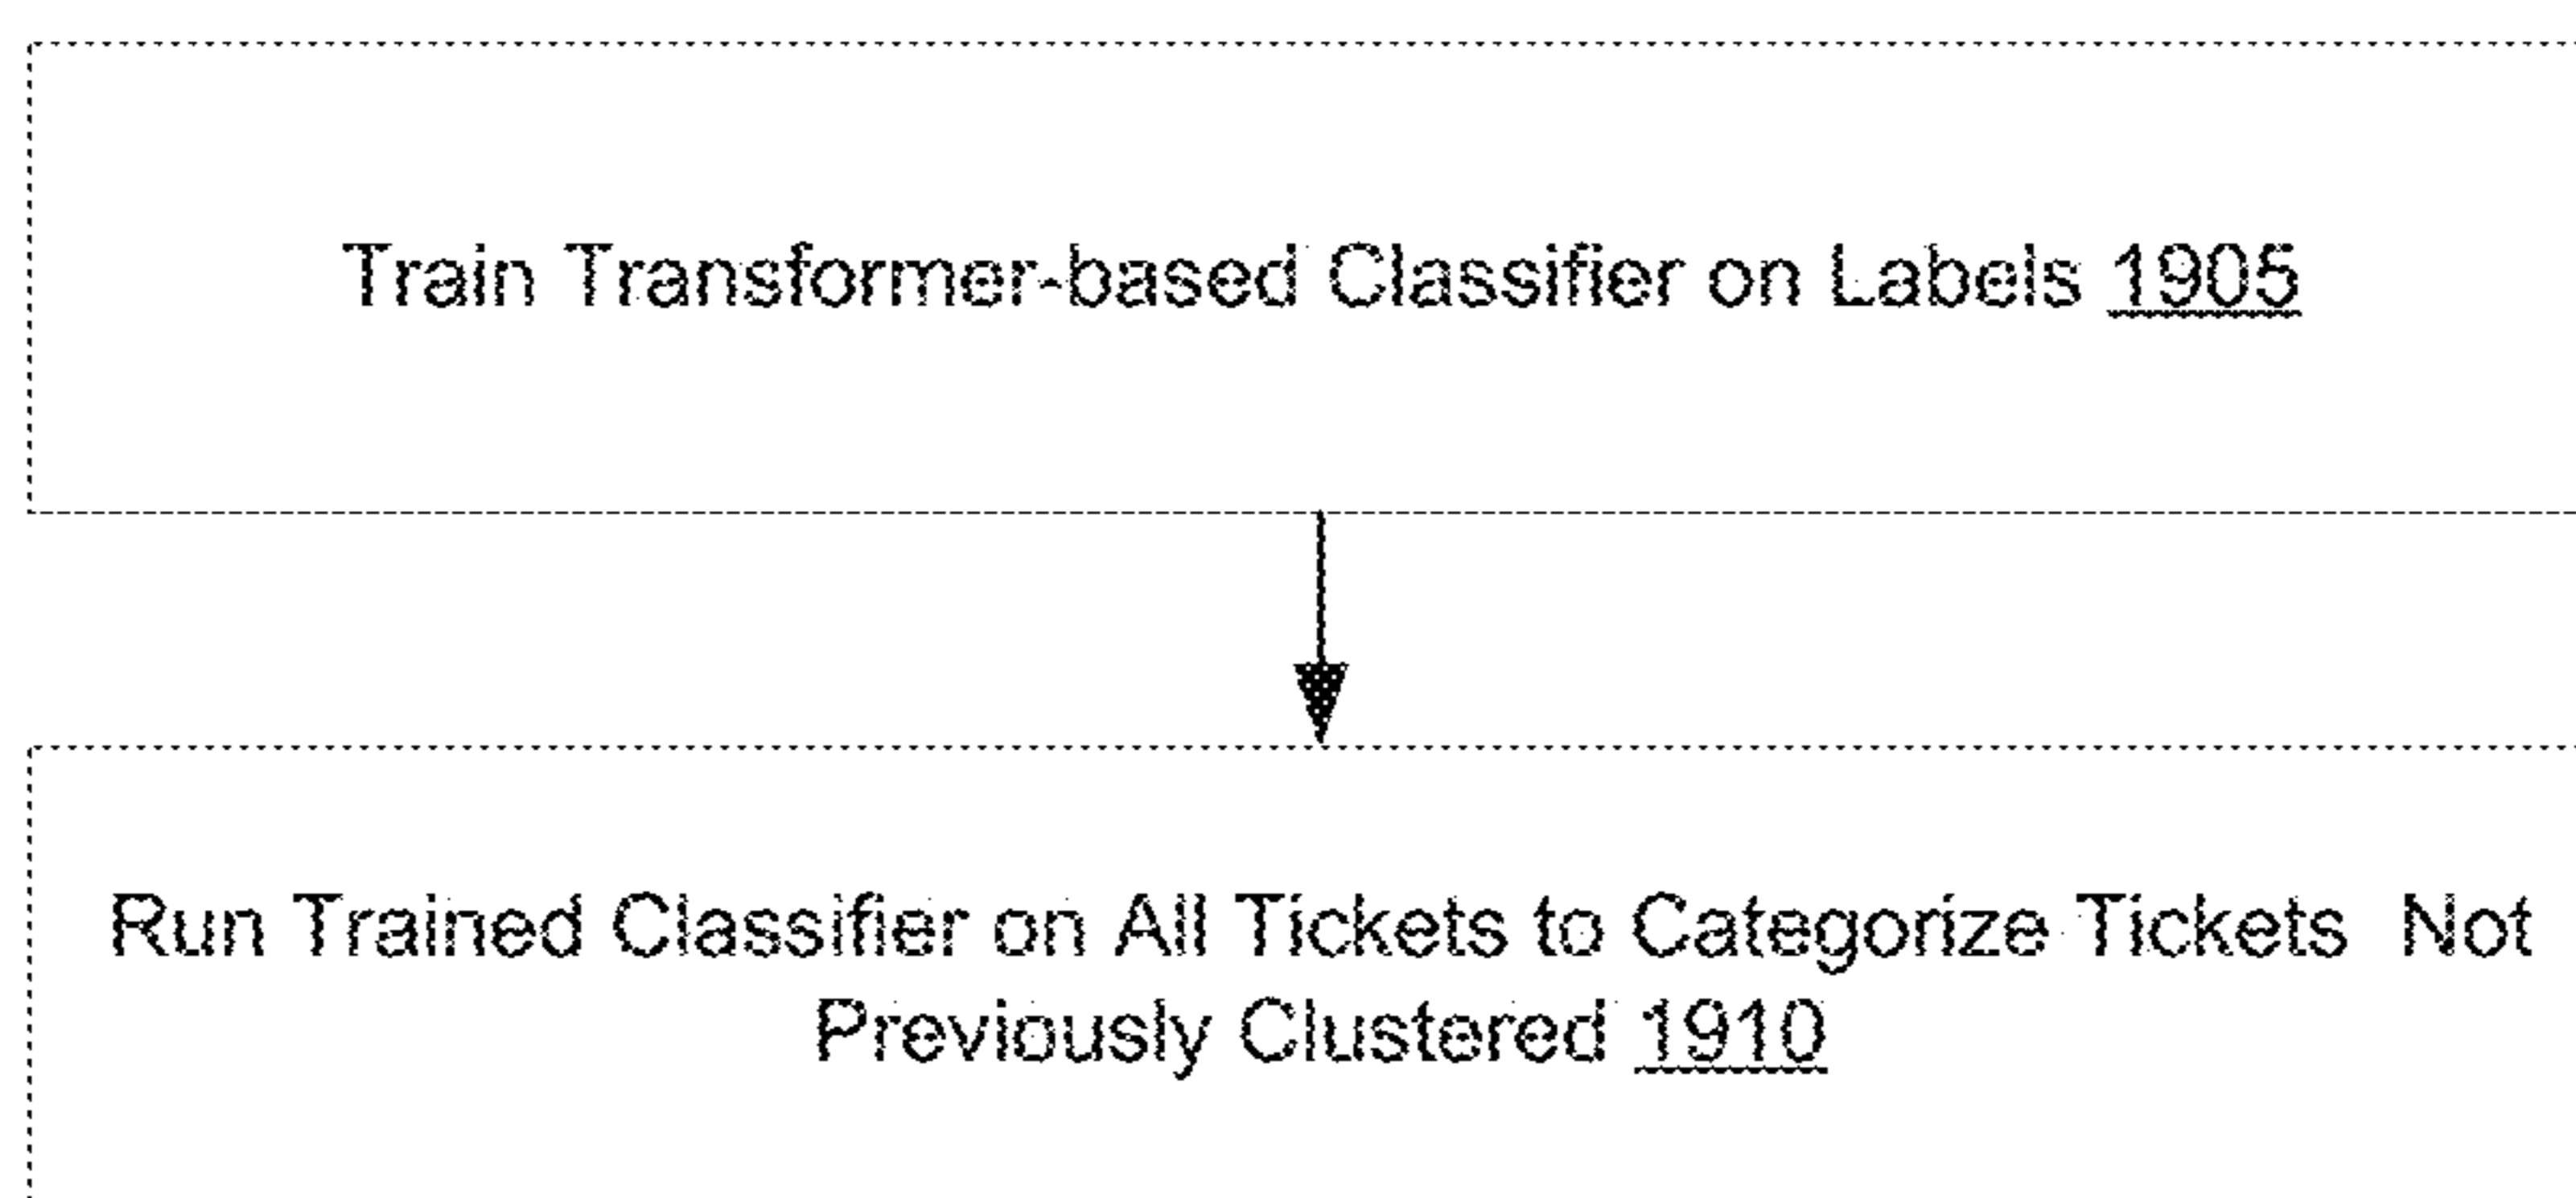 Train Transformer-based Classifier on Labels 1905
Run Trained Classifier on All Tickets to Categorize Tickets Not
Previously Clustered 1910